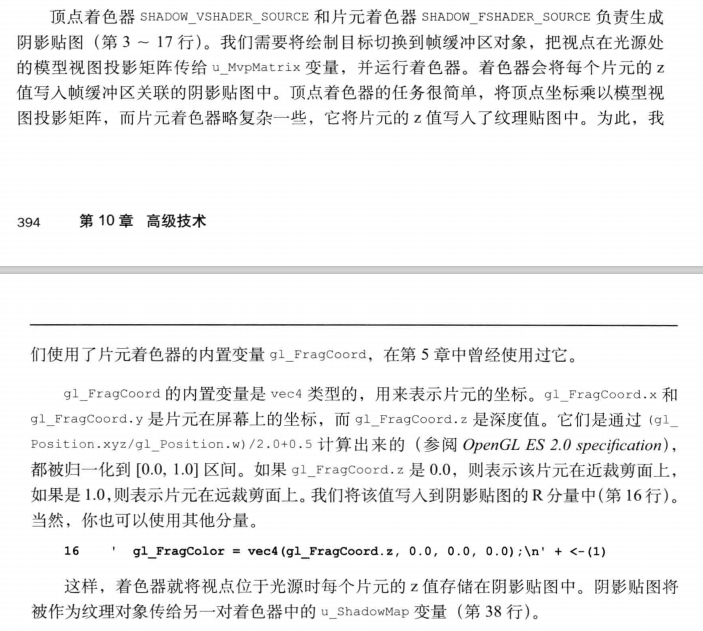 顶点着色器 SHADOW_VSHADER_SOURCE 和片元着色器 SHADOW_FSHADER_SOURCE 负责生成
阴影贴图（第 3 ～ 17 行）。我们需要将绘制目标切换到帧缓冲区对象，把视点在光源处
的模型视图投影矩阵传给 u_MvpMatrix 变量，并运行着色器。着色器会将每个片元的 z
值写入帧缓冲区关联的阴影贴图中。顶点着色器的任务很简单，将顶点坐标乘以模型视
图投影矩阵，而片元着色器略复杂一些，它将片元的 z 值写入了纹理贴图中。为此，我
394 第 10 章 高级技术
们使用了片元着色器的内置变量 gl_FragCoord，在第 5 章中曾经使用过它。
gl_FragCoord 的内置变量是 vec4 类型的，用来表示片元的坐标。gl_FragCoord.x 和
gl_FragCoord.y 是片元在屏幕上的坐标，而 gl_FragCoord.z 是深度值。它们是通过 (gl_
Position.xyz/gl_Position.w)/2.0+0.5 计算出来的（参阅 OpenGL ES 2.0 specification），
都被归一化到 [0.0, 1.0] 区间。如果 gl_FragCoord.z 是 0.0，则表示该片元在近裁剪面上，
如果是 1.0，则表示片元在远裁剪面上。我们将该值写入到阴影贴图的 R 分量中（第 16 行）。
当然，你也可以使用其他分量。
16 ' gl_FragColor = vec4(gl_FragCoord.z, 0.0, 0.0, 0.0);\n' + <-(1)
这样，着色器就将视点位于光源时每个片元的 z 值存储在阴影贴图中。阴影贴图将
被作为纹理对象传给另一对着色器中的 u_ShadowMap 变量（第 38 行）。